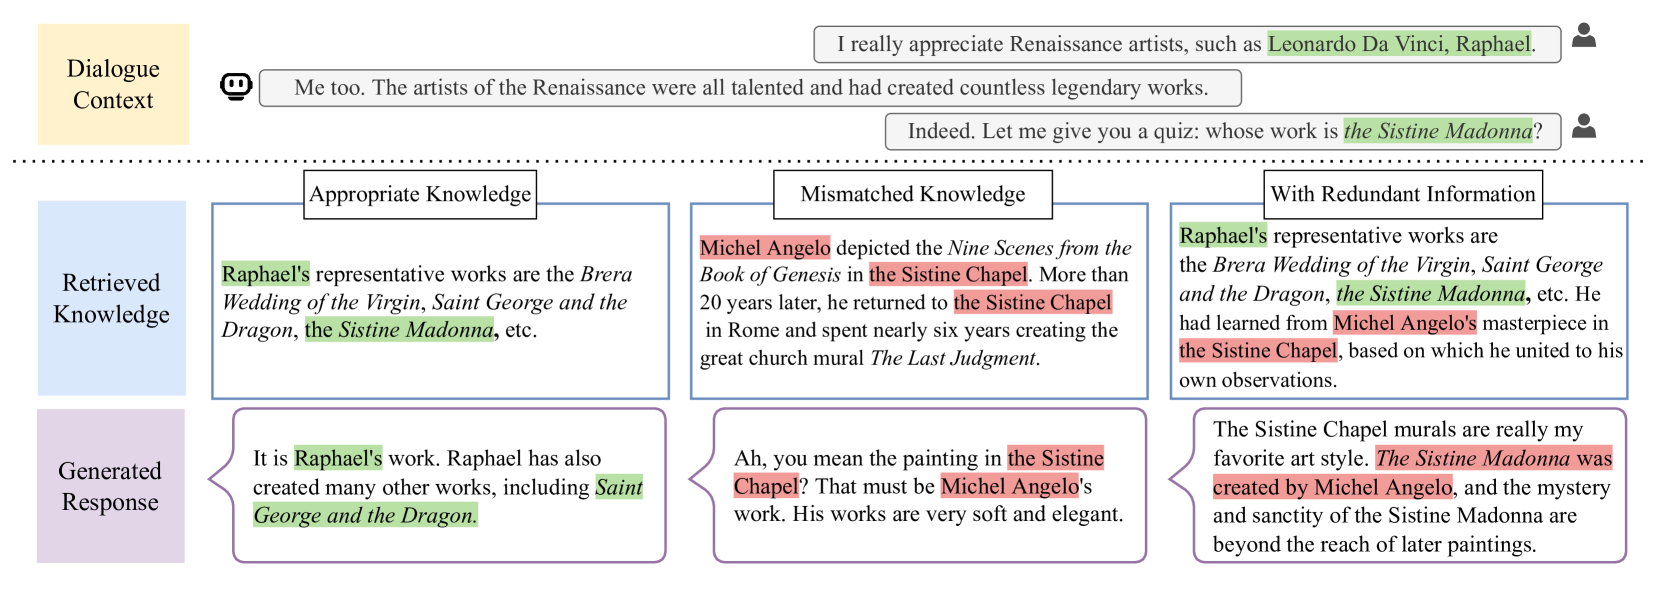 Dialogue
Context
I really appreciate Renaissance artists, such as Leonardo Da Vinci, Raphael.
Me too. The artists of the Renaissance were all talented and had created countless legendary works.
Indeed. Let me give you a quiz: whose work is the Sistine Madonna?
Retrieved
Knowledge
Appropriate Knowledge
Raphael's representative works are the Brera
Wedding of the Virgin, Saint George and the
Dragon, the Sistine Madonna, etc.
Mismatched Knowledge
Michel Angelo depicted the Nine Scenes from the
Book of Genesis in the Sistine Chapel. More than
20 years later, he returned to the Sistine Chapel
in Rome and spent nearly six years creating the
great church mural The Last Judgment.
With Redundant Information
Raphael's representative works are
the Brera Wedding of the Virgin, Saint George
and the Dragon, the Sistine Madonna, etc. He
had learned from Michel Angelo's masterpiece in
the Sistine Chapel, based on which he united to his
own observations.
Generated
Response
It is Raphael's work. Raphael has also
created many other works, including Saint
George and the Dragon.
Ah, you mean the painting in the Sistine
Chapel? That must be Michel Angelo's
work. His works are very soft and elegant.
The Sistine Chapel murals are really my
favorite art style. The Sistine Madonna was
created by Michel Angelo, and the mystery
and sanctity of the Sistine Madonna are
beyond the reach of later paintings.